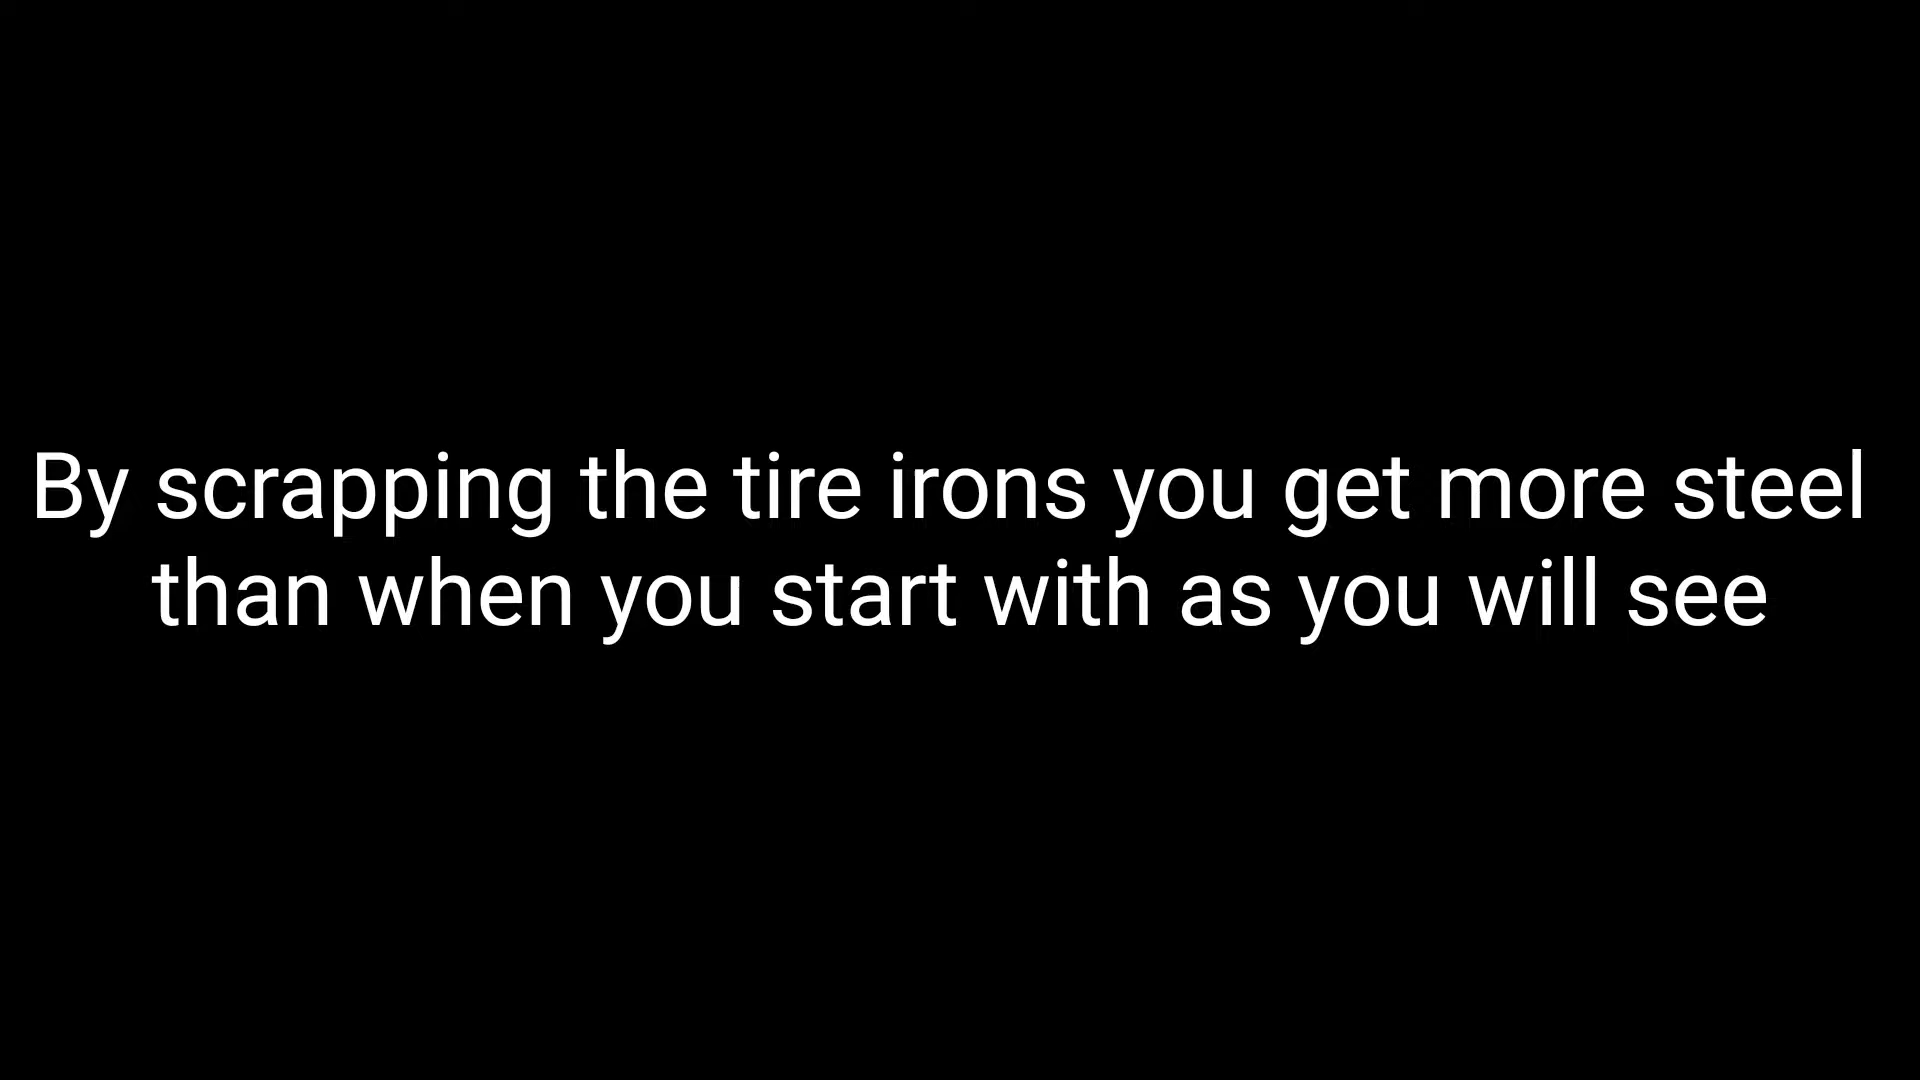 By scrapping the tire irons you get more steel
than when you start with as you will see